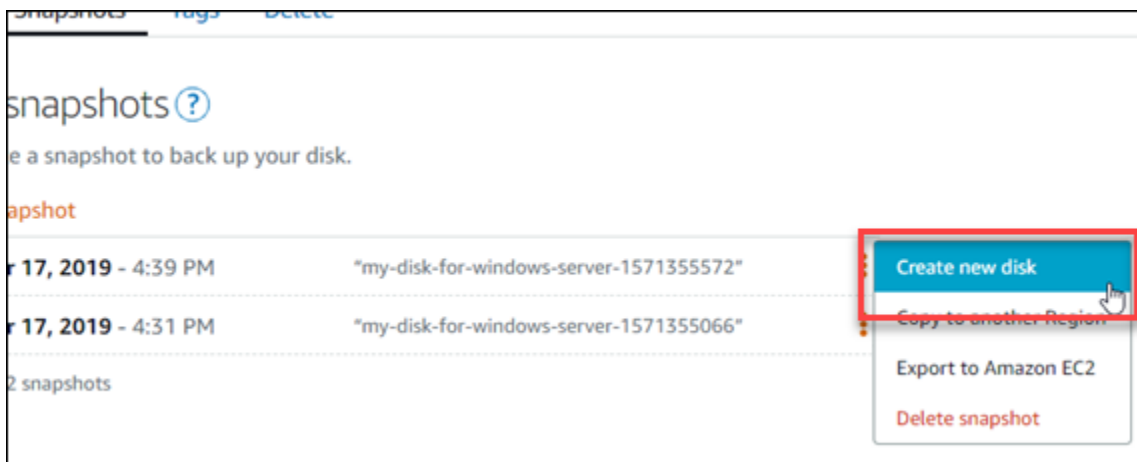 Snapshots Tags Delete
snapshots ?
e a snapshot to back up your disk.
apshot
r 17, 2019 - 4:39 PM "my-disk-for-windows-server-1571355572" Create new disk
r 17, 2019 - 4:31 PM "my-disk-for-windows-server-1571355066" Copy to another Region
2 snapshots Export to Amazon EC2
Delete snapshot